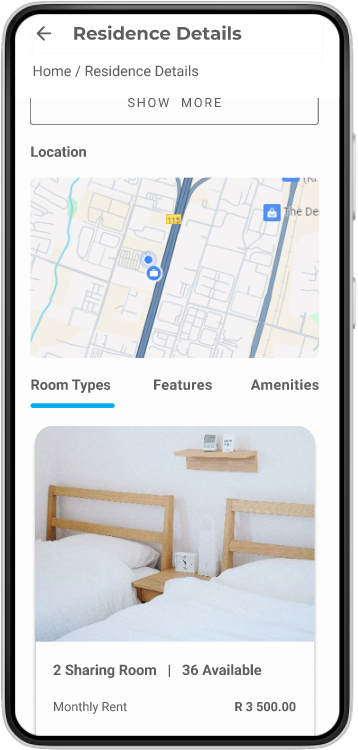 Residence Details
Home / Residence Details
SHOW MORE
Location
115
The De
Room Types
Features
Amenities
2 Sharing Room | 36 Available
Monthly Rent
R 3 500.00